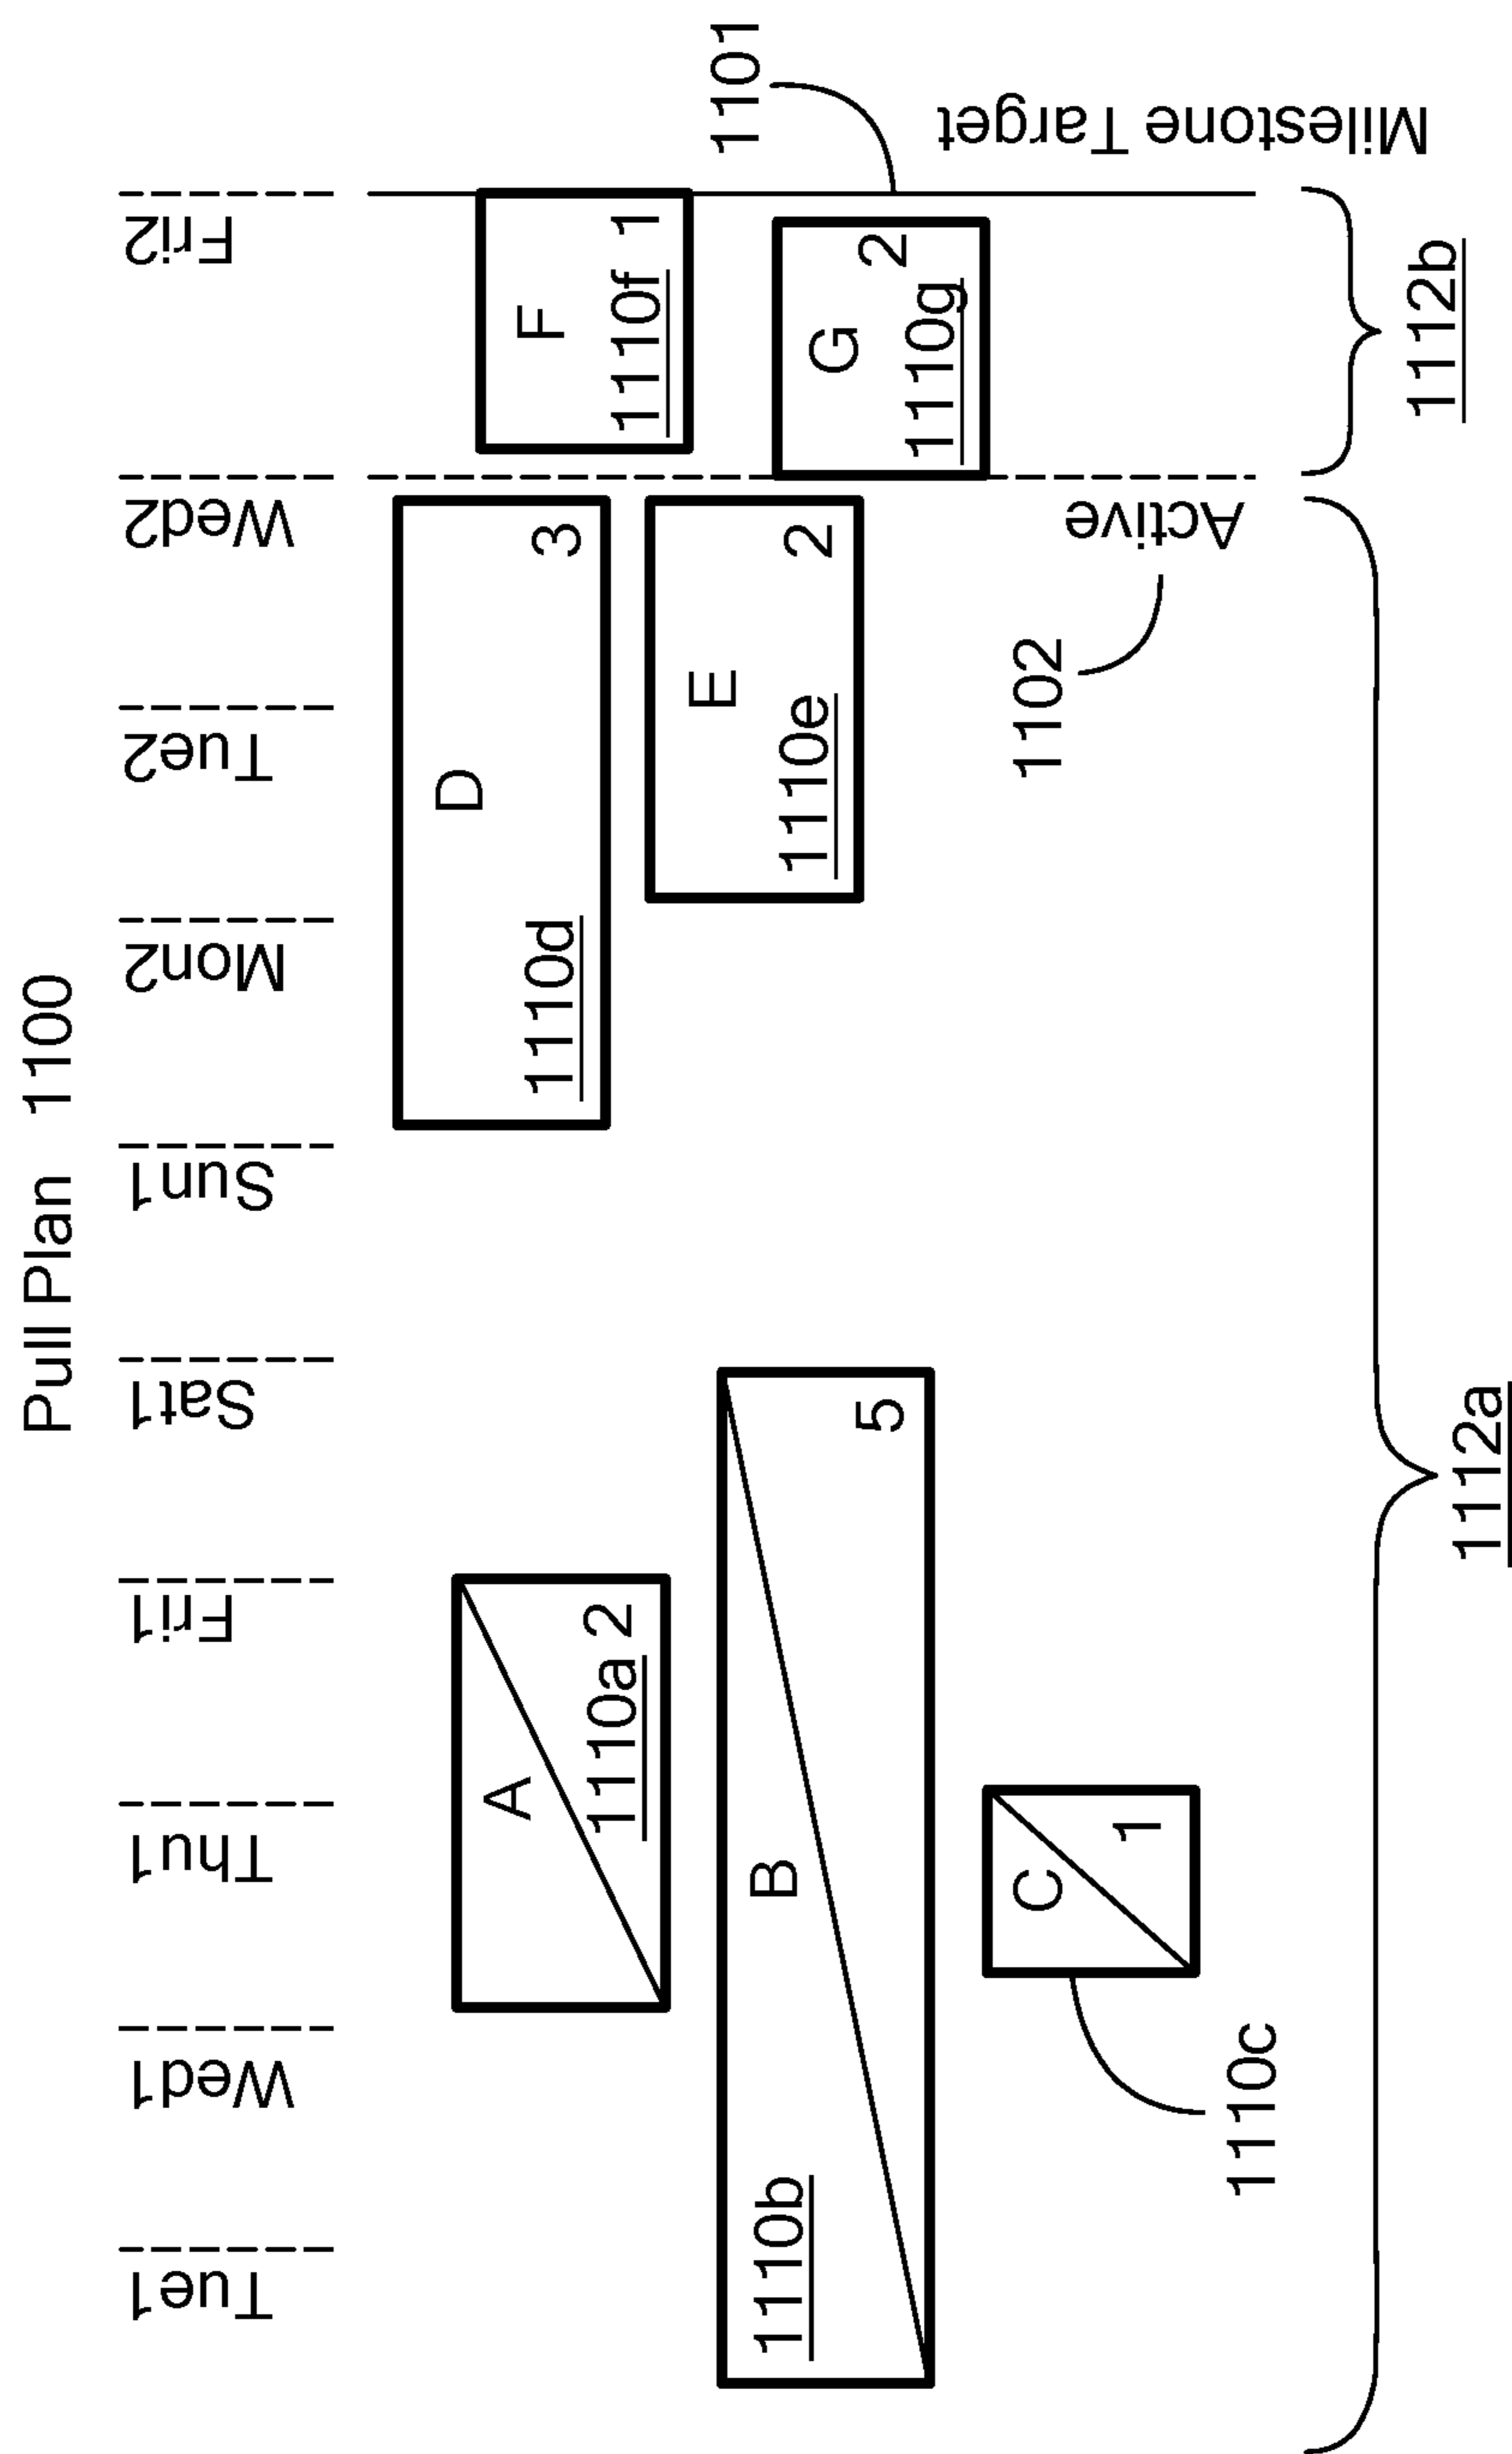 Pull Plan 1100
Tue1
Wed1
Thu1
Fri1
Sat1
Sun1
Mon2
Tue2
Wed2
Fri2
A
1110a 2
1110b
B
5
C
1
1110c
D
1110d
3
E
1110e
2
F
1110f 1
G
2
1110g
1101
Milestone Target
1102
Active
1112a
1112b